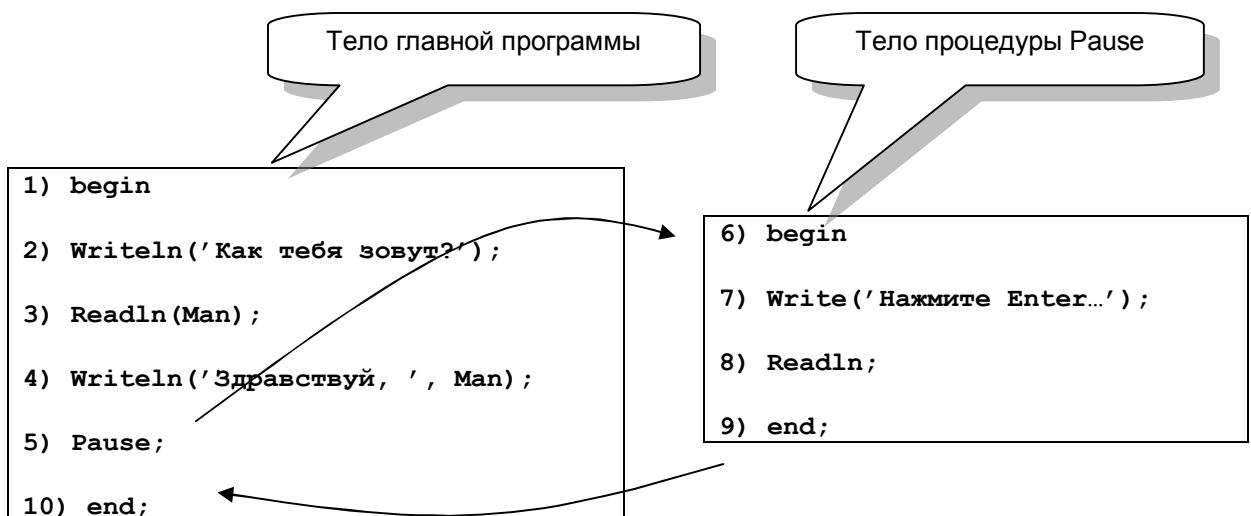 Тело главной программы
Тело процедуры Pause
1) begin
2) Writeln('Как тебя зовут?');
3) Readln(Man);
4) Writeln('Здравствуй, ', Man);
5) Pause;
10) end;
6) begin
7) Write('Нажмите Enter…');
8) Readln;
9) end;